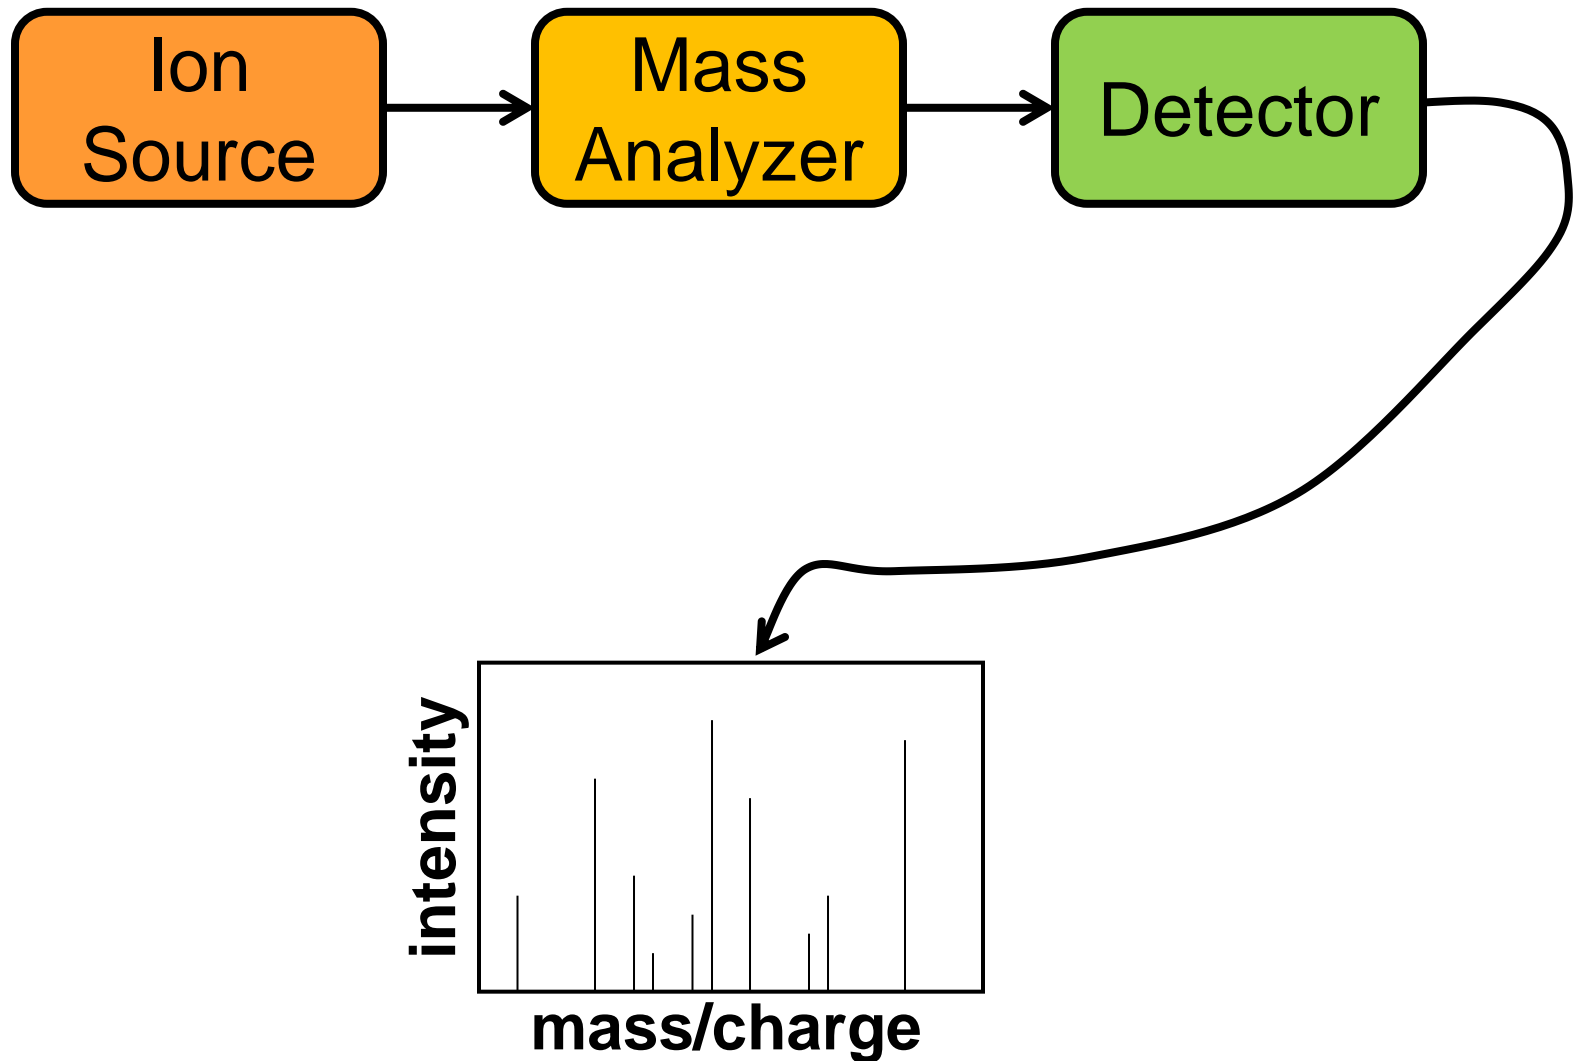 Ion
Source
Mass
Analyzer
Detector
intensity
mass/charge